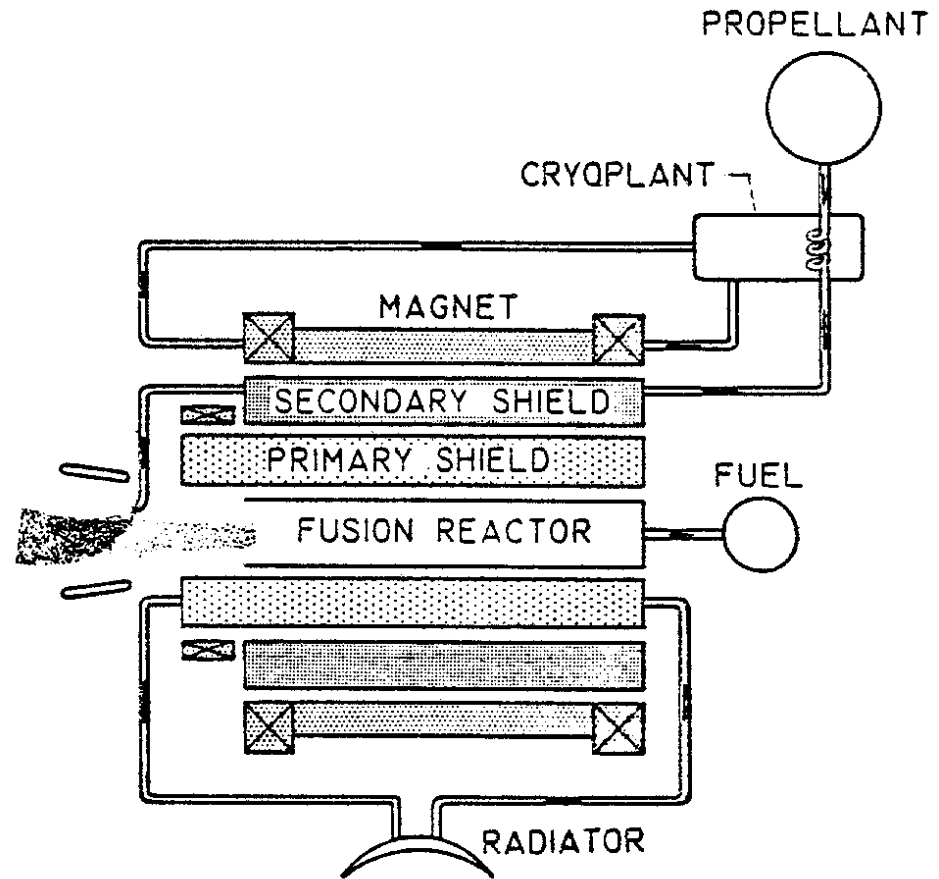 PROPELLANT
CRYOPLANT
MAGNET
SECONDARY SHIELD
PRIMARY SHIELD
FUEL
FUSION REACTOR
RADIATOR